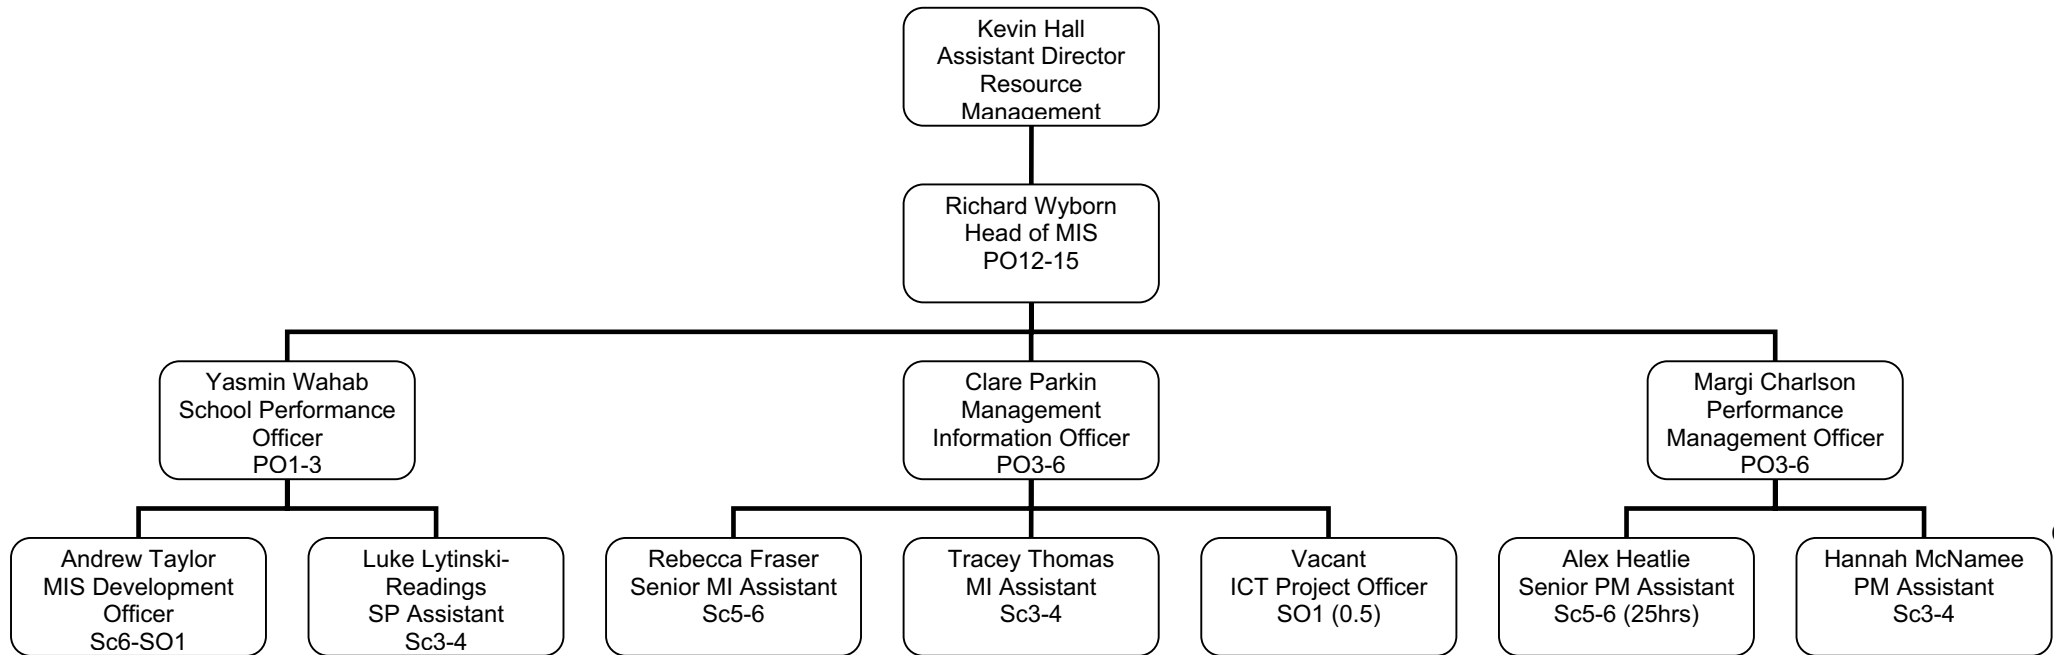 Kevin Hall
Assistant Director
Resource
Management
Richard Wyborn
Head of MIS
PO12-15
Yasmin Wahab
School Performance
Officer
PO1-3
Clare Parkin
Management
Information Officer
PO3-6
Margi Charlson
Performance
Management Officer
PO3-6
Andrew Taylor
MIS Development
Officer
Sc6-SO1
Luke Lytinski-
Readings
SP Assistant
Sc3-4
Rebecca Fraser
Senior MI Assistant
Sc5-6
Tracey Thomas
MI Assistant
Sc3-4
Vacant
ICT Project Officer
SO1 (0.5)
Alex Heatlie
Senior PM Assistant
Sc5-6 (25hrs)
Hannah McNamee
PM Assistant
Sc3-4